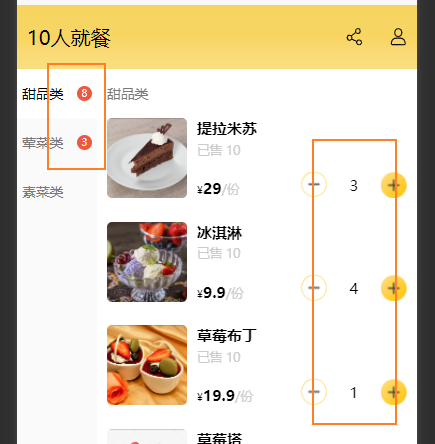 10人就餐
甜品类 8
荤菜类 3
素菜类
甜品类
提拉米苏
已售 10
¥29/份
3
冰淇淋
已售 10
¥9.9/份
4
草莓布丁
已售 10
¥19.9/份
1
草莓塔